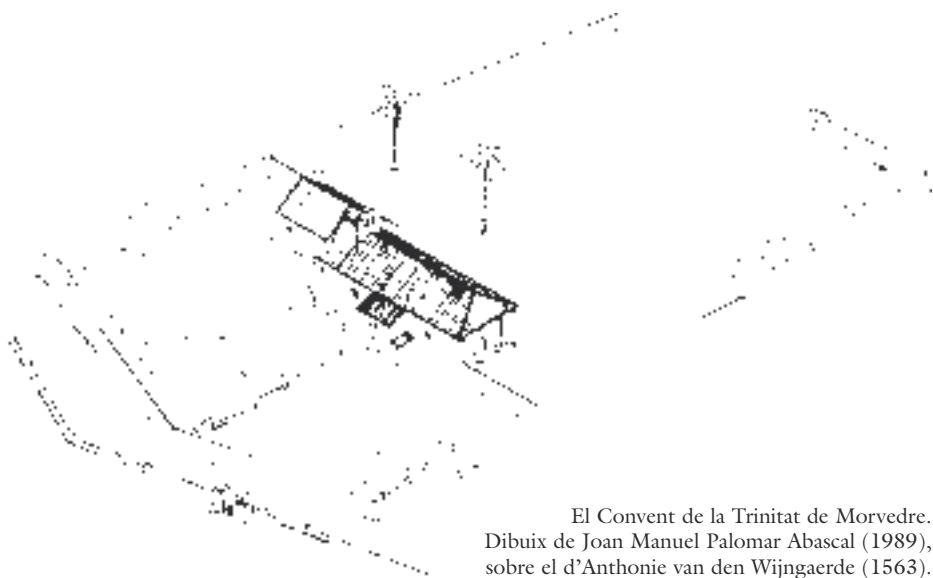 El Convent de la Trinitat de Morvedre.
Dibuix de Joan Manuel Palomar Abascal (1989),
sobre el d'Anthonie van den Wijngaerde (1563).